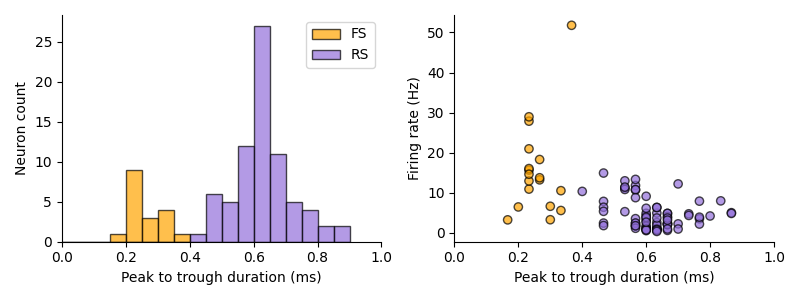 25
20
15
10
5
0
Neuron count
FS
RS
0.0 0.2 0.4 0.6 0.8 1.0
Peak to trough duration (ms)
50
40
30
20
10
0
Firing rate (Hz)
0.0 0.2 0.4 0.6 0.8 1.0
Peak to trough duration (ms)